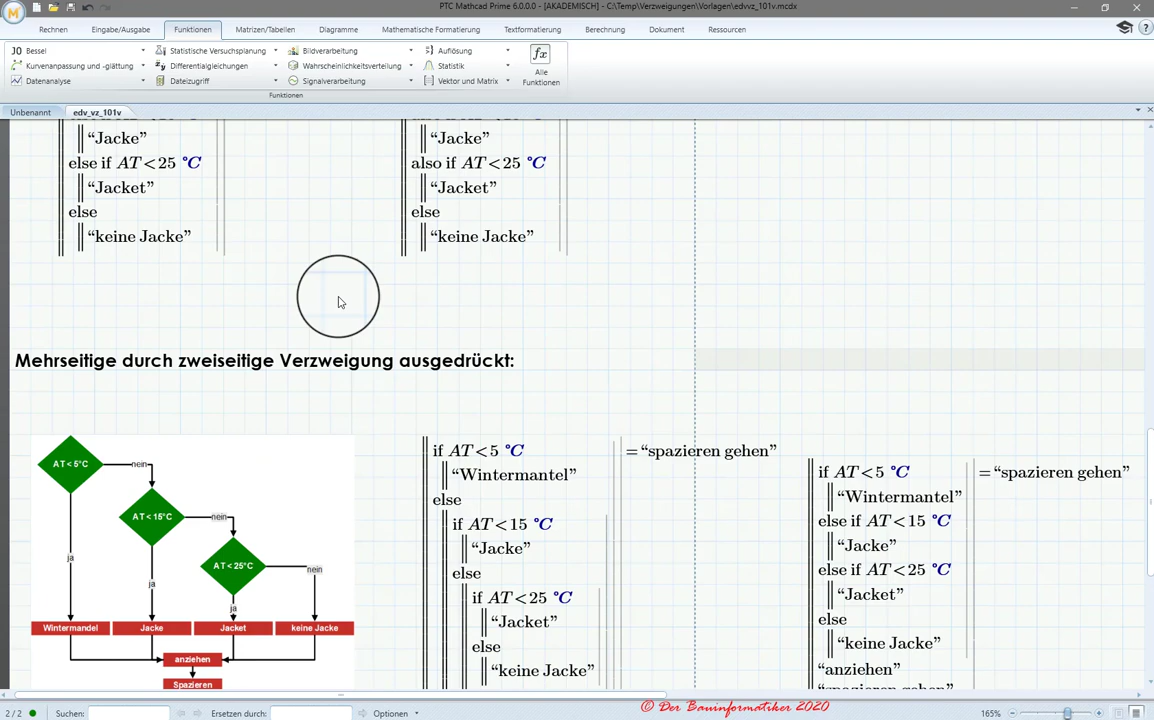 PTC Mathcad Prime 6.0.0.0 - [AKADEMISCH] C:\Temp\Verzweigungen\Vorlagen\edvvz_101v.mcdx
Rechnen Eingabe/Ausgabe Funktionen Matrizen/Tabellen Diagramme Mathematische Formatierung Textformatierung Berechnung Dokument Ressourcen
Bessel Statistische Versuchsplanung Bildverarbeitung Auflösung
Kurvenanpassung und -glättung Differentialgleichungen Wahrscheinlichkeitsverteilung Statistik
Datenanalyse Dateizugriff Signalverarbeitung Vektor und Matrix
Alle
Funktionen
Funktionen
Unbenannt edv_vz_101v
“Jacke”
else if AT<25 °C
“Jacket”
else
“keine Jacke”
“Jacke”
also if AT<25 °C
“Jacket”
else
“keine Jacke”
Mehrseitige durch zweiseitige Verzweigung ausgedrückt:
AT < 5°C
nein
AT < 15°C
nein
AT < 25°C
nein
ja
ja
ja
Wintermandel Jacke Jacket keine Jacke
anziehen
Spazieren
if AT<5 °C =“spazieren gehen”
“Wintermantel”
else
if AT<15 °C
“Jacke”
else
if AT<25 °C
“Jacket”
else
“keine Jacke”
if AT<5 °C =“spazieren gehen”
“Wintermantel”
else if AT<15 °C
“Jacke”
else if AT<25 °C
“Jacket”
else
“keine Jacke”
“anziehen”
“spazieren gehen”
2 / 2 Suchen: Ersetzen durch: Optionen 165%
© Der Bauinformatiker 2020